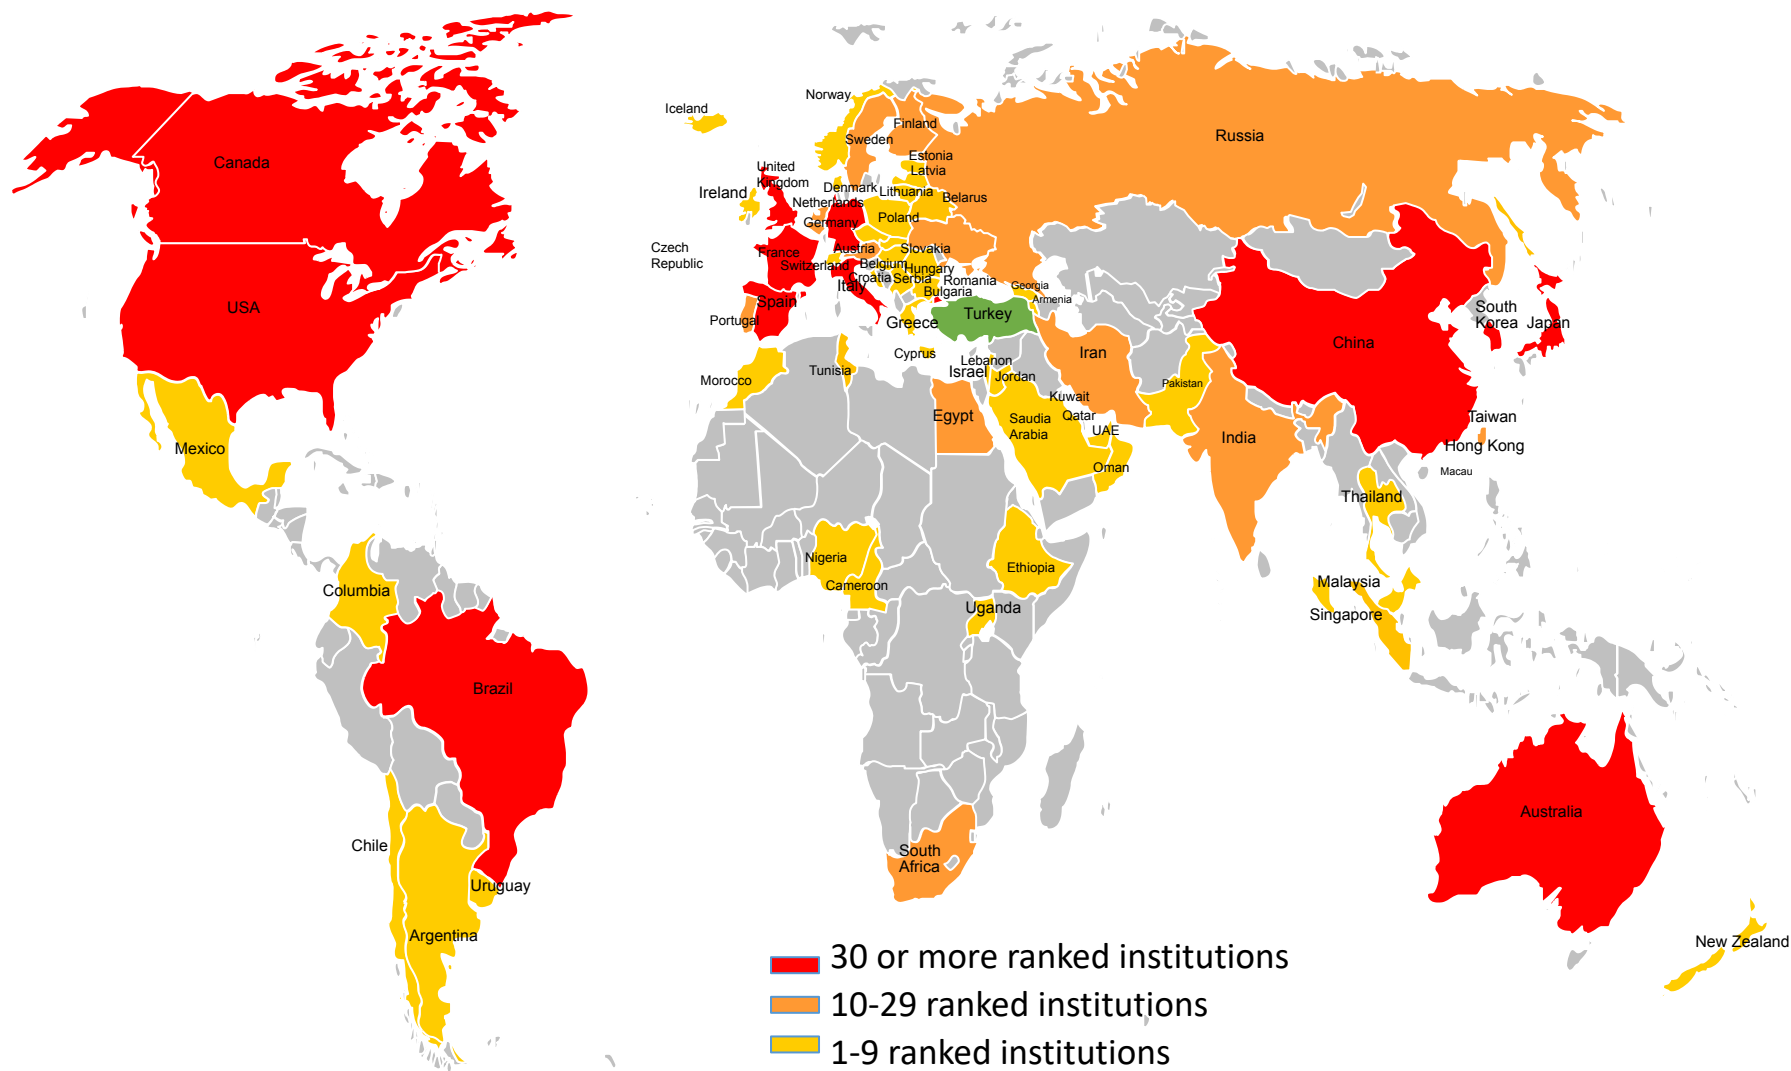 Iceland
Norway
Finland
Sweden
Russia
Canada
Estonia
Latvia
United
Kingdom
Ireland
Denmark
Lithuania
Belarus
Netherlands
Poland
Germany
Czech
Republic
France
Austria
Slovakia
Switzerland
Belgium
Hungary
Croatia
Serbia
Romania
Italy
Bulgaria
Georgia
Armenia
USA
Spain
Portugal
Greece
Turkey
South
Korea
Japan
China
Cyprus
Lebanon
Iran
Israel
Jordan
Morocco
Tunisia
Pakistan
Kuwait
Qatar
Egypt
Saudia
Arabia
UAE
Oman
India
Taiwan
Hong Kong
Macau
Mexico
Thailand
Nigeria
Cameroon
Ethiopia
Uganda
Columbia
Malaysia
Singapore
Brazil
Australia
Chile
South
Africa
Uruguay
Argentina
New Zealand
30 or more ranked institutions
10-29 ranked institutions
1-9 ranked institutions